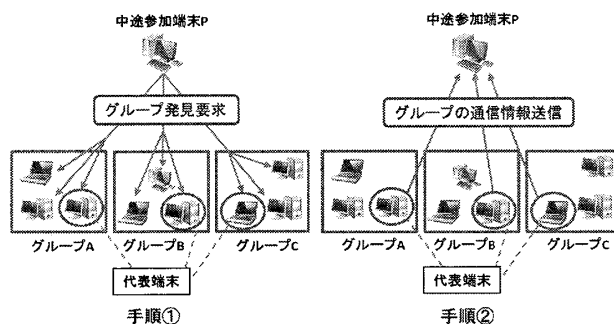 中途参加端末P
グループ発見要求
グループA
グループB
グループC
代表端末
手順①
中途参加端末P
グループの通信情報送信
グループA
グループB
グループC
代表端末
手順②